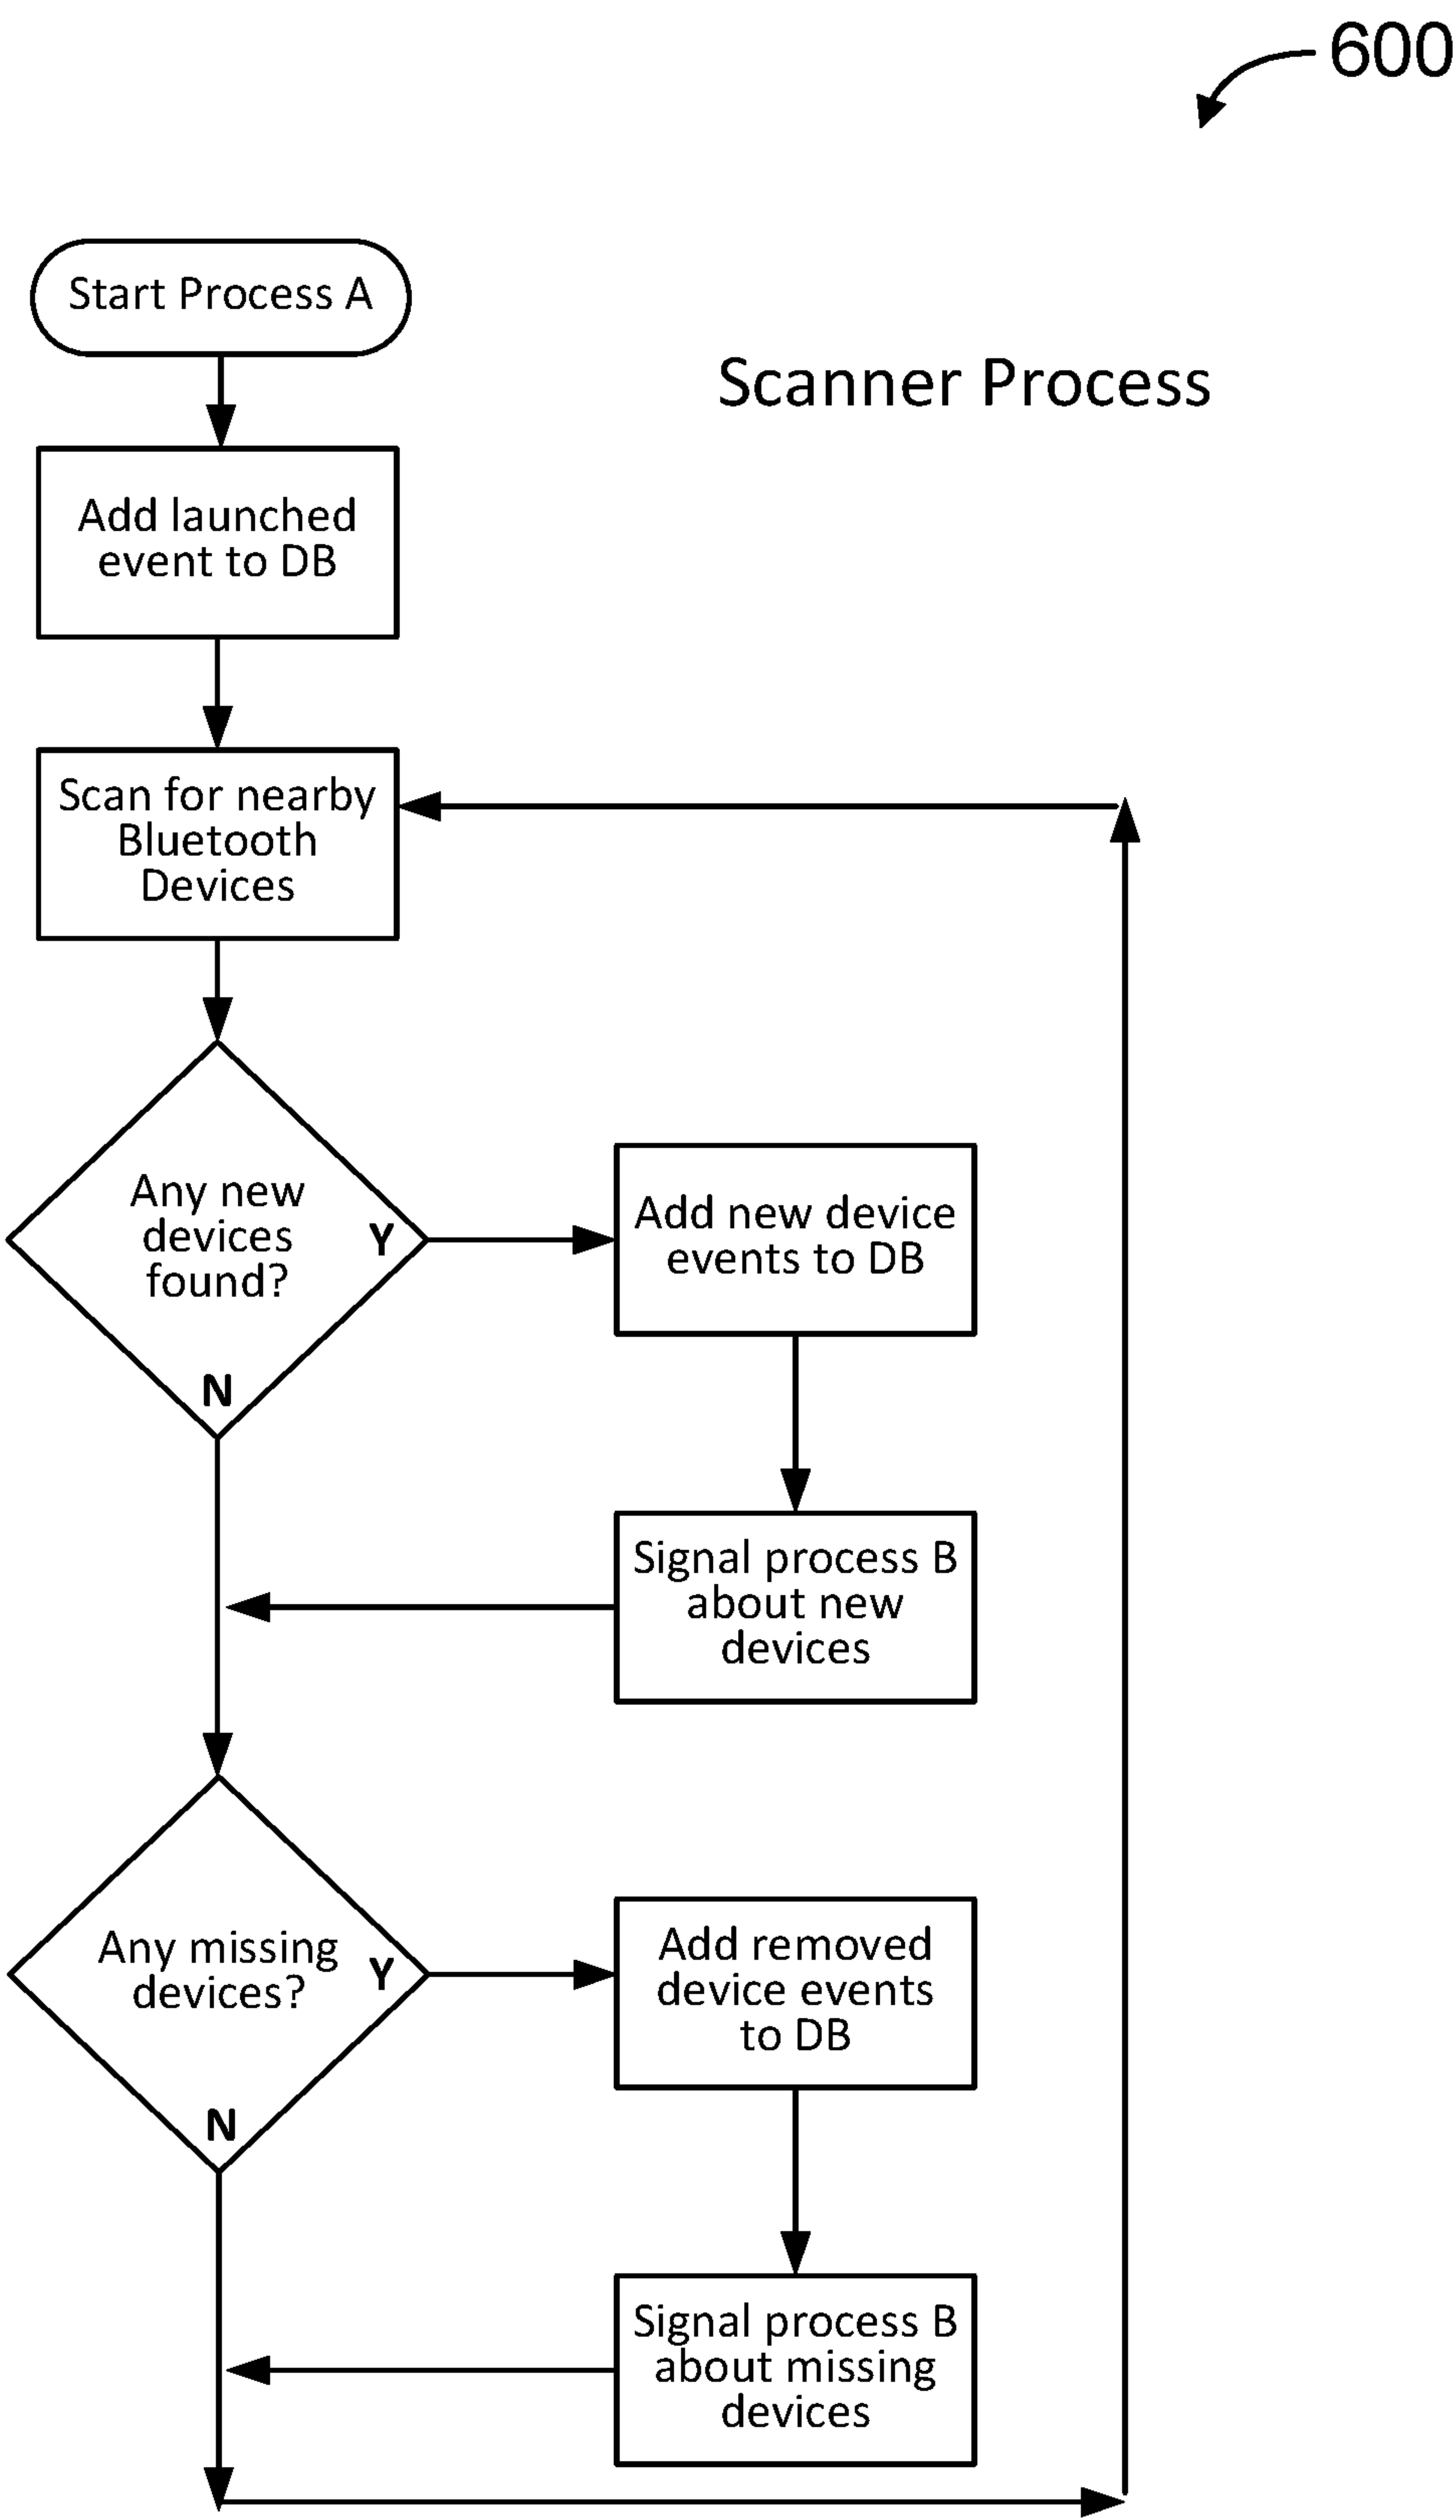 600
Start Process A
Scanner Process
Add launched
event to DB
Scan for nearby
Bluetooth
Devices
Any new
devices
found?
Y
N
Add new device
events to DB
Signal process B
about new
devices
Any missing
devices?
Y
N
Add removed
device events
to DB
Signal process B
about missing
devices